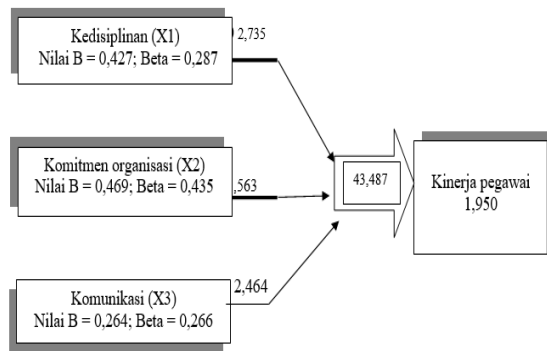 Kedisiplinan (X1)
Nilai B = 0,427; Beta = 0,287
2,735
Komitmen organisasi (X2)
Nilai B = 0,469; Beta = 0,435
,563
43,487
Kinerja pegawai
1,950
Komunikasi (X3)
Nilai B = 0,264; Beta = 0,266
2,464